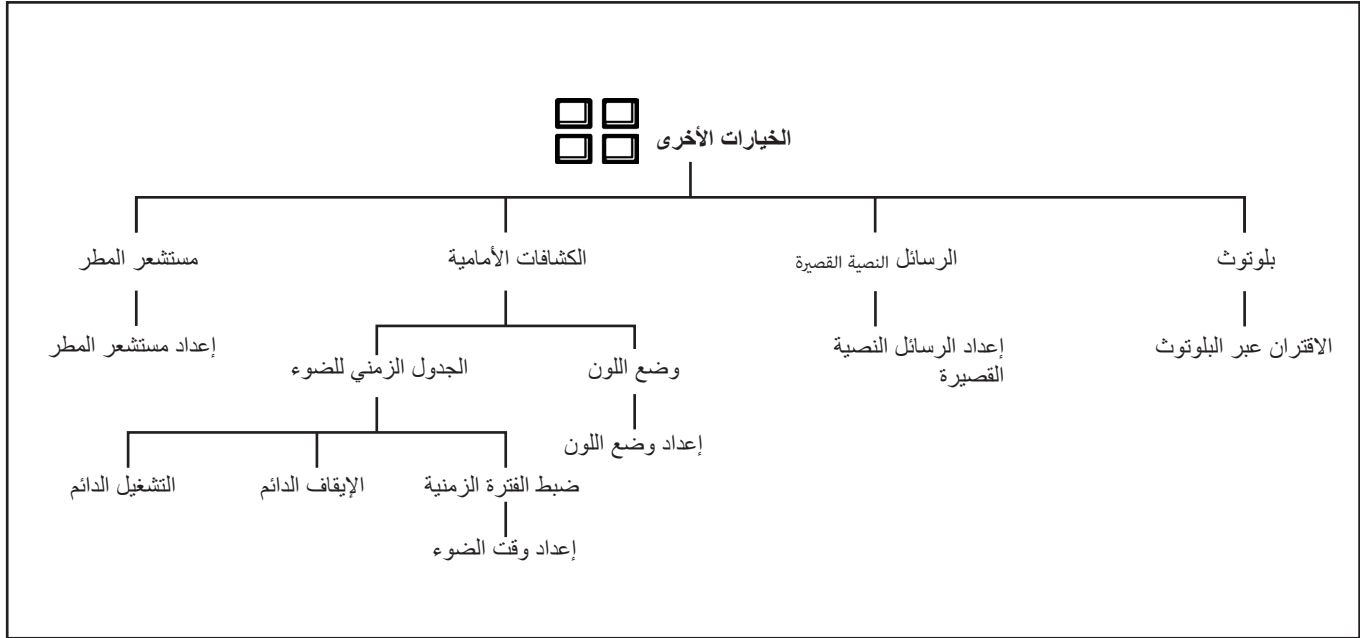 الخيارات الأخرى
بلوتوث
الرسائل النصية القصيرة
الكشافات الأمامية
مستشعر المطر
الاقتران عبر البلوتوث
إعداد الرسائل النصية
القصيرة
وضع اللون
الجدول الزمني للضوء
إعداد مستشعر المطر
إعداد وضع اللون
ضبط الفترة الزمنية
الإيقاف الدائم
التشغيل الدائم
إعداد وقت الضوء